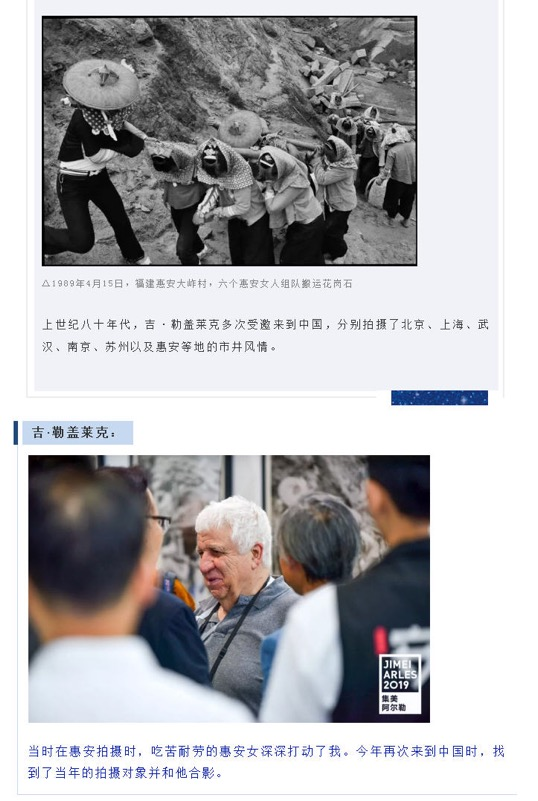 △1989年4月15日，福建惠安大岞村，六个惠安女人组队搬运花岗石
上世纪八十年代，吉·勒盖莱克多次受邀来到中国，分别拍摄了北京、上海、武
汉、南京、苏州以及惠安等地的市井风情。
吉·勒盖莱克：
JIMEI
ARLES
2019
集美
阿尔勒
当时在惠安拍摄时，吃苦耐劳的惠安女深深打动了我。今年再次来到中国时，找
到了当年的拍摄对象并和他合影。